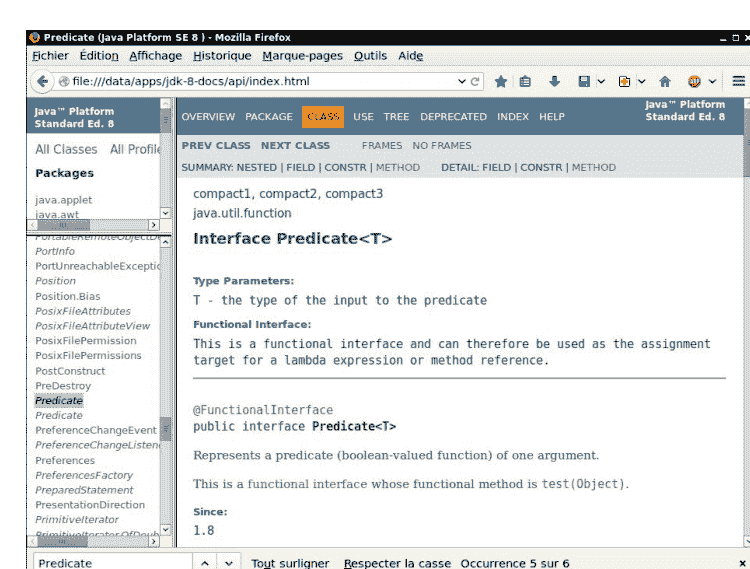 Predicate (Java Platform SE 8 ) - Mozilla Firefox
Fichier Édition Affichage Historique Marque-pages Outils Aide
file:///data/apps/jdk-8-docs/api/index.html
Java™ Platform
Standard Ed. 8
All Classes All Profile
Packages
java.applet
java.awt
PortableRemoteObjectD
PortInfo
PortUnreachableExceptio
Position
Position.Bias
PosixFileAttributes
PosixFileAttributeView
PosixFilePermission
PosixFilePermissions
PostConstruct
PreDestroy
Predicate
Predicate
PreferenceChangeEvent
PreferenceChangeListene
Preferences
PreferencesFactory
PreparedStatement
PresentationDirection
PrimitiveIterator
PrimitiveIterator.OfDoub
OVERVIEW PACKAGE CLASS USE TREE DEPRECATED INDEX HELP
Java™ Platform
Standard Ed. 8
PREV CLASS NEXT CLASS FRAMES NO FRAMES
SUMMARY: NESTED | FIELD | CONSTR | METHOD DETAIL: FIELD | CONSTR | METHOD
compact1, compact2, compact3
java.util.function
Interface Predicate<T>
Type Parameters:
T - the type of the input to the predicate
Functional Interface:
This is a functional interface and can therefore be used as the assignment
target for a lambda expression or method reference.
@FunctionalInterface
public interface Predicate<T>
Represents a predicate (boolean-valued function) of one argument.
This is a functional interface whose functional method is test(Object).
Since:
1.8
Predicate Tout surligner Respecter la casse Occurrence 5 sur 6